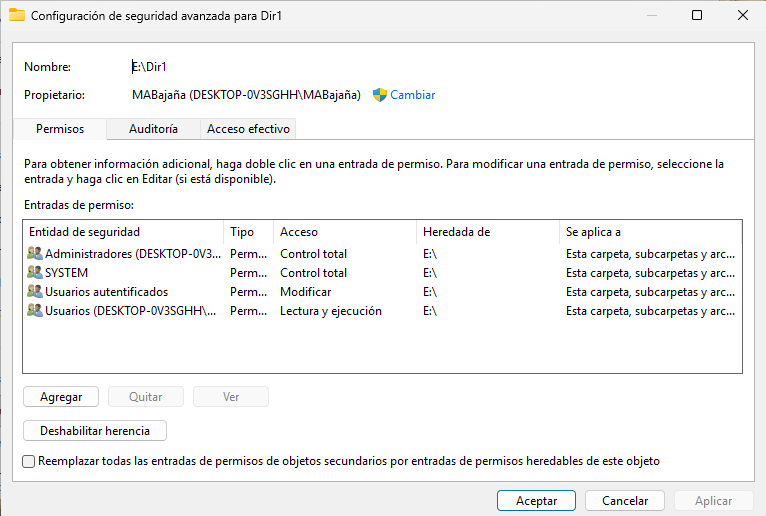 Configuración de seguridad avanzada para Dir1
Nombre: E:\Dir1
Propietario: MABajaña (DESKTOP-0V3SGHH\MABajaña) Cambiar
Permisos Auditoría Acceso efectivo
Para obtener información adicional, haga doble clic en una entrada de permiso. Para modificar una entrada de permiso, seleccione la
entrada y haga clic en Editar (si está disponible).
Entradas de permiso:
Entidad de seguridad Tipo Acceso Heredada de Se aplica a
Administradores (DESKTOP-0V3... Perm... Control total E:\ Esta carpeta, subcarpetas y arc...
SYSTEM Perm... Control total E:\ Esta carpeta, subcarpetas y arc...
Usuarios autentificados Perm... Modificar E:\ Esta carpeta, subcarpetas y arc...
Usuarios (DESKTOP-0V3SGHH\... Perm... Lectura y ejecución E:\ Esta carpeta, subcarpetas y arc...
Agregar Quitar Ver
Deshabilitar herencia
Reemplazar todas las entradas de permisos de objetos secundarios por entradas de permisos heredables de este objeto
Aceptar Cancelar Aplicar